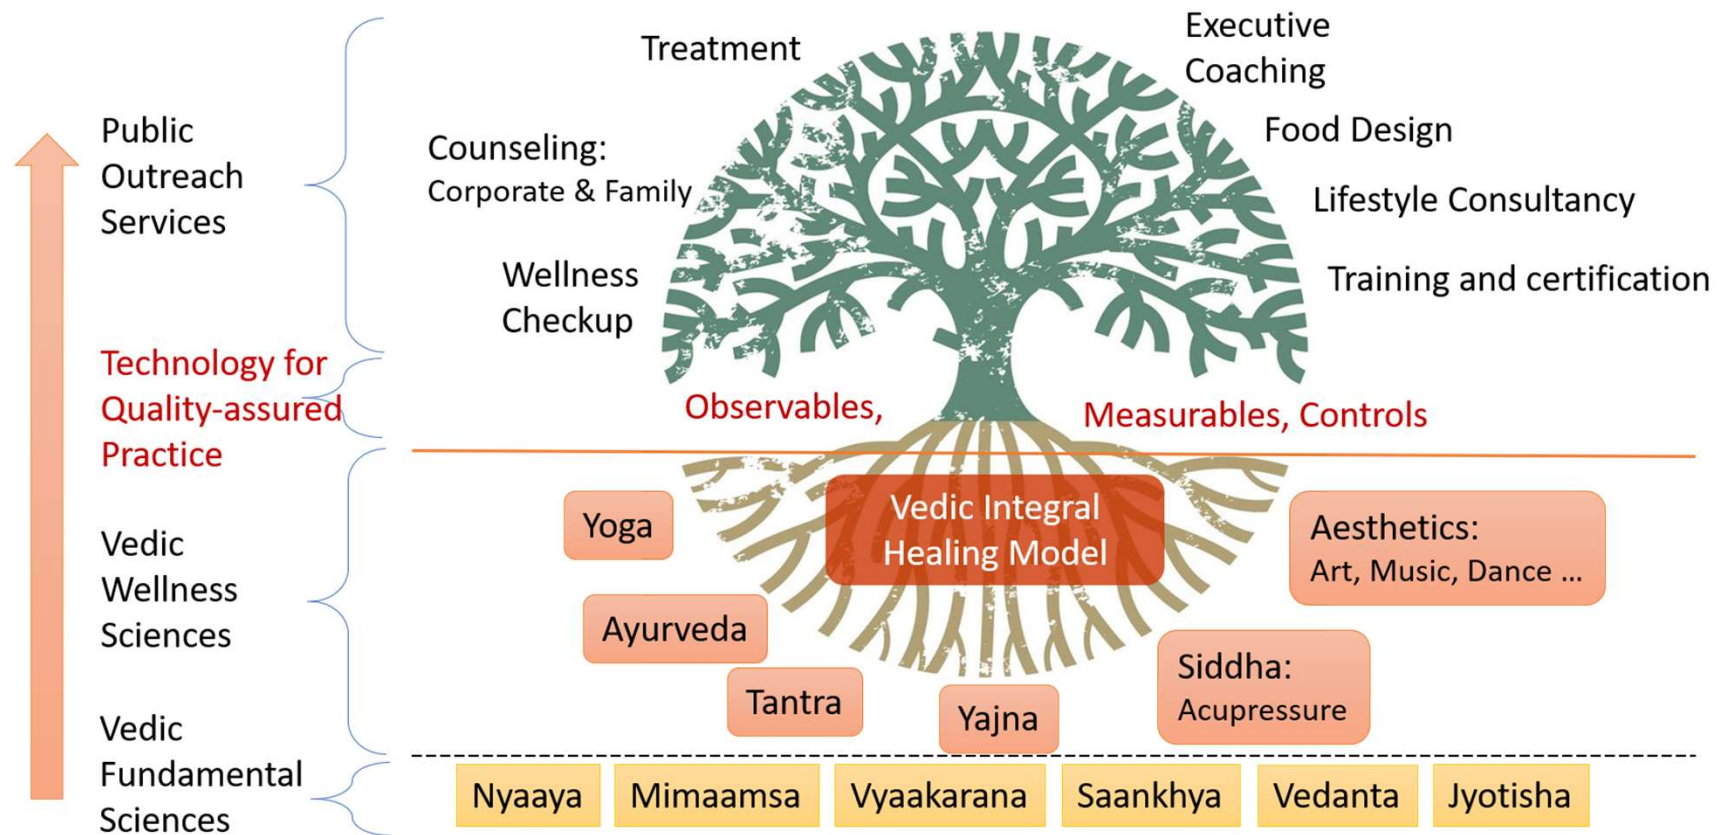 Public
Outreach
Services
Technology for
Quality-assured
Practice
Vedic
Wellness
Sciences
Vedic
Fundamental
Sciences
Treatment
Counseling:
Corporate & Family
Wellness
Checkup
Executive
Coaching
Food Design
Lifestyle Consultancy
Training and certification
Observables,
Measurables, Controls
Vedic Integral
Healing Model
Yoga
Ayurveda
Tantra
Yajna
Siddha:
Acupressure
Aesthetics:
Art, Music, Dance ...
Nyaaya
Mimaamsa
Vyaakarana
Saankhya
Vedanta
Jyotisha